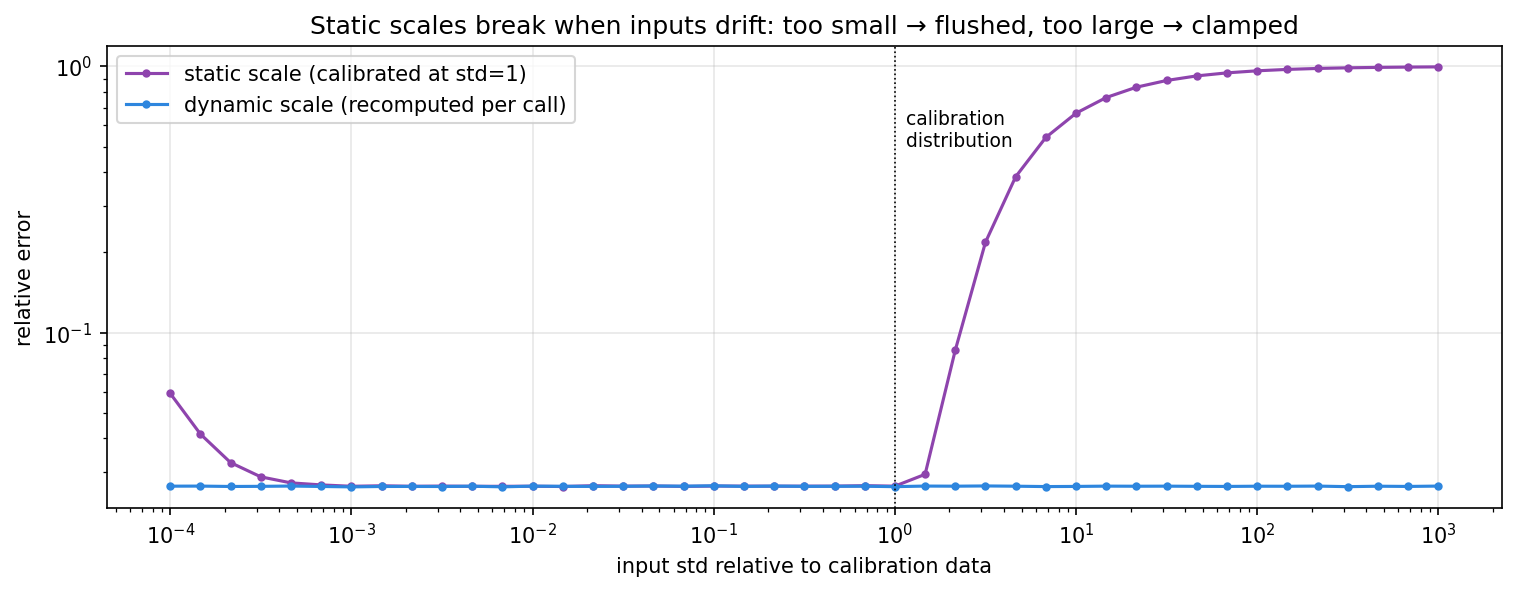 Static scales break when inputs drift: too small → flushed, too large → clamped
static scale (calibrated at std=1)
dynamic scale (recomputed per call)
calibration
distribution
relative error
10⁰
10⁻¹
10⁻⁴
10⁻³
10⁻²
10⁻¹
10⁰
10¹
10²
10³
input std relative to calibration data